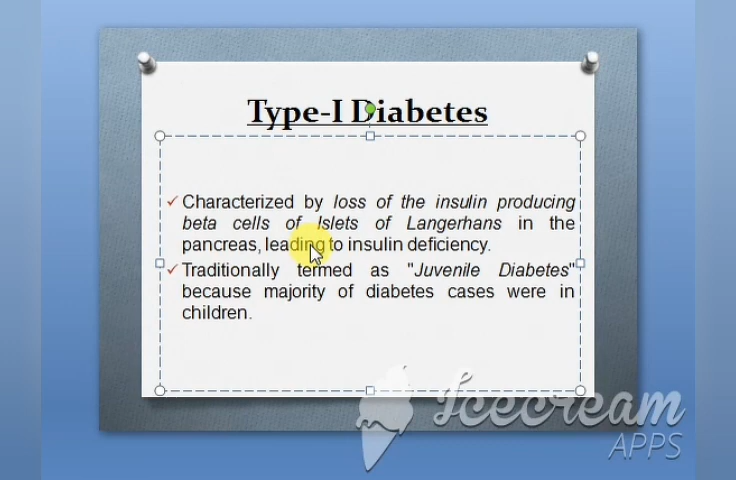 Type-I Diabetes
✓ Characterized by loss of the insulin producing
beta cells of Islets of Langerhans in the
pancreas, leading to insulin deficiency.
✓ Traditionally termed as "Juvenile Diabetes"
because majority of diabetes cases were in
children.
Icecream
APPS